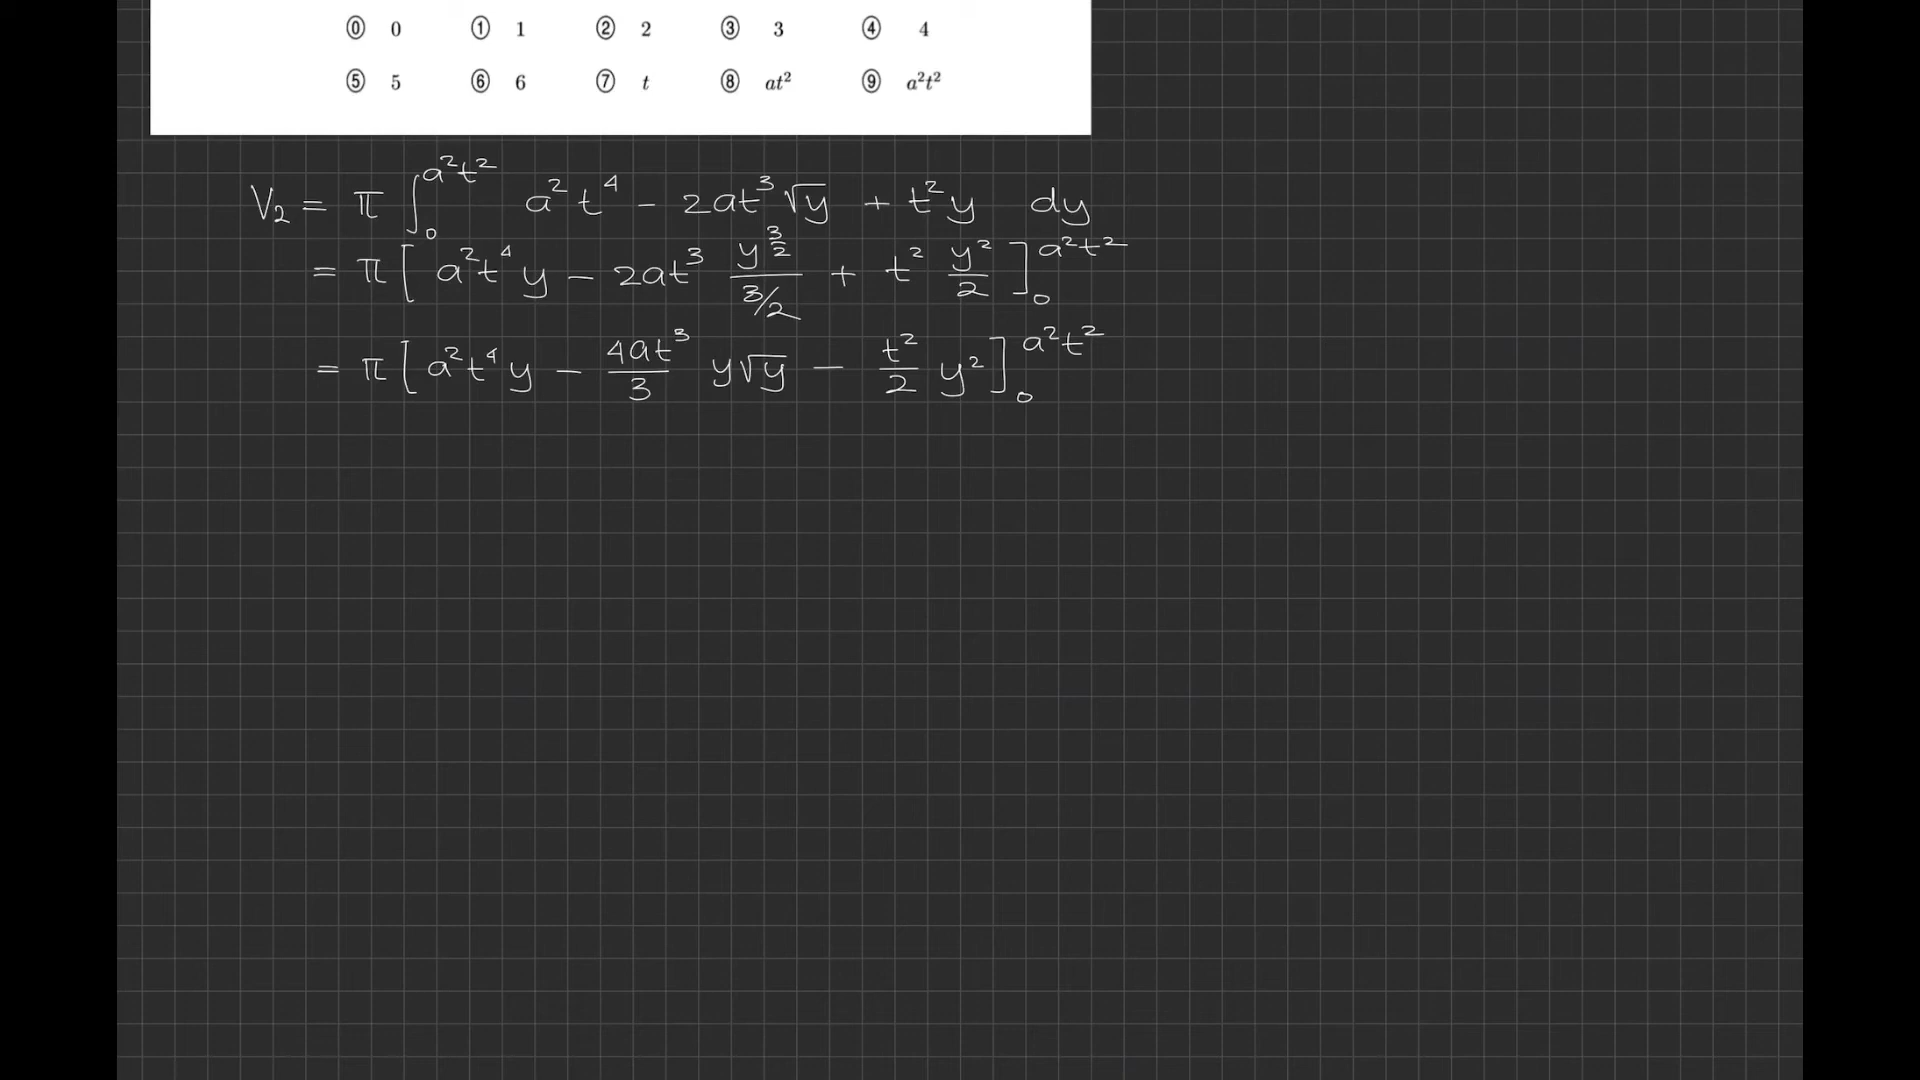 ⓪ 0 ① 1 ② 2 ③ 3 ④ 4
⑤ 5 ⑥ 6 ⑦ t ⑧ at² ⑨ a²t²
V₂ = π ∫₀^{a²t²} a²t⁴ - 2at³√y + t²y dy
= π [ a²t⁴y - 2at³ y^{3/2}/(3/2) + t² y²/2 ]₀^{a²t²}
= π [ a²t⁴y - 4at³/3 y√y - t²/2 y² ]₀^{a²t²}